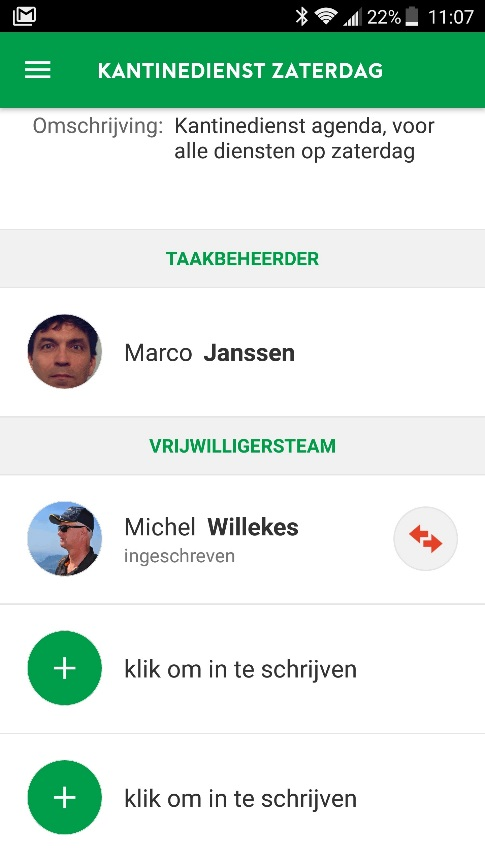 22% 11:07
KANTINEDIENST ZATERDAG
Omschrijving: Kantinedienst agenda, voor
alle diensten op zaterdag
TAAKBEHEERDER
Marco Janssen
VRIJWILLIGERSTEAM
Michel Willekes
ingeschreven
klik om in te schrijven
klik om in te schrijven